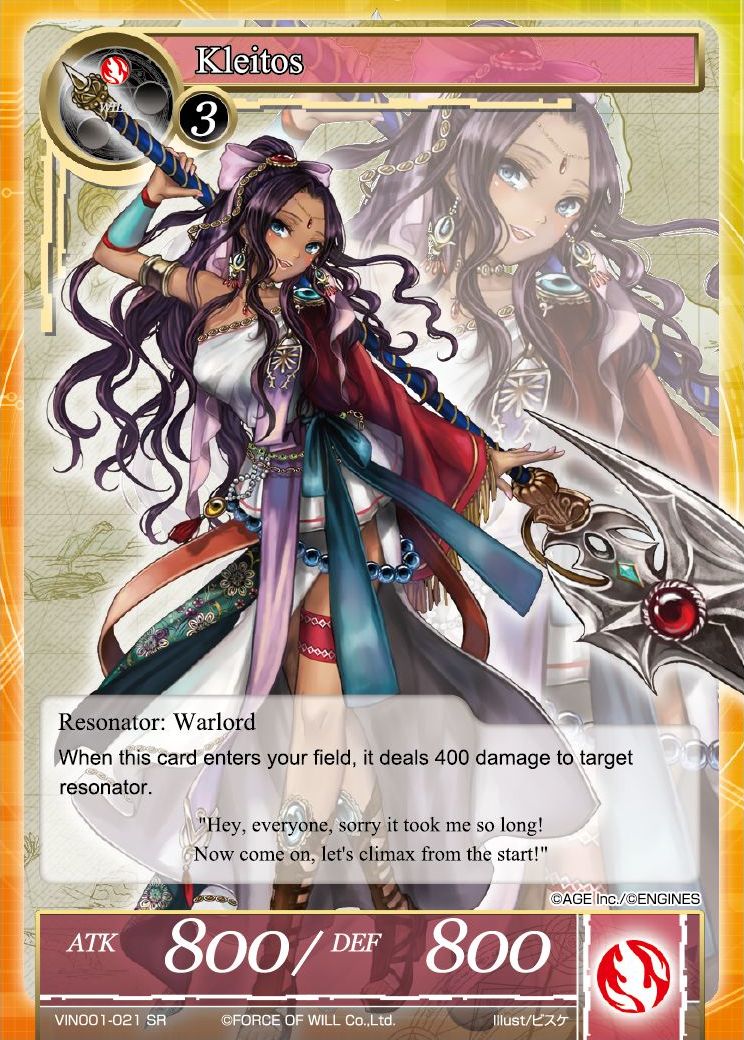 Kleitos
WILL
3
Resonator: Warlord
When this card enters your field, it deals 400 damage to target
resonator.
"Hey, everyone, sorry it took me so long!
Now come on, let's climax from the start!"
©AGE Inc./©ENGINES
ATK 800/ DEF 800
VIN001-021 SR ©FORCE OF WILL Co.,Ltd. Illust/ビスケ